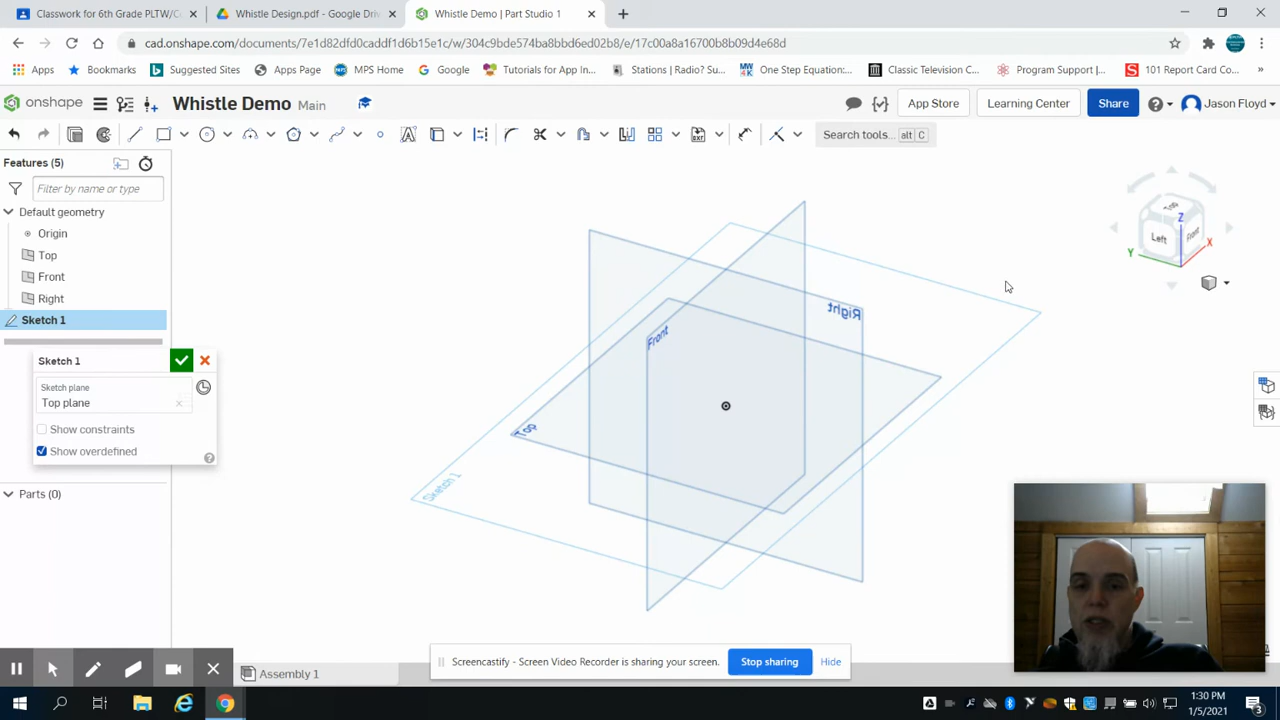 Classwork for 6th Grade PLTW/G
Whistle Design.pdf - Google Driv
Whistle Demo | Part Studio 1
cad.onshape.com/documents/7e1d82dfd0caddf1d6b15e1c/w/304c9bde574ba8bbd6ed02b8/e/17c00a8a16700b8b09d4e68d
Apps
Bookmarks
Suggested Sites
Apps Page
MPS Home
Google
Tutorials for App In...
Stations | Radio? Su...
One Step Equation:...
Classic Television C...
Program Support |...
101 Report Card Co...
»
onshape
Whistle Demo Main
App Store
Learning Center
Share
Jason Floyd
Search tools... alt C
Features (5)
Filter by name or type
Default geometry
Origin
Top
Front
Right
Sketch 1
Sketch 1
Sketch plane
Top plane
Show constraints
Show overdefined
Parts (0)
Front
Right
Top
Sketch 1
Top
Left
Front
Z
X
Y
Screencastify - Screen Video Recorder is sharing your screen.
Stop sharing
Hide
Assembly 1
1:30 PM
1/5/2021
3